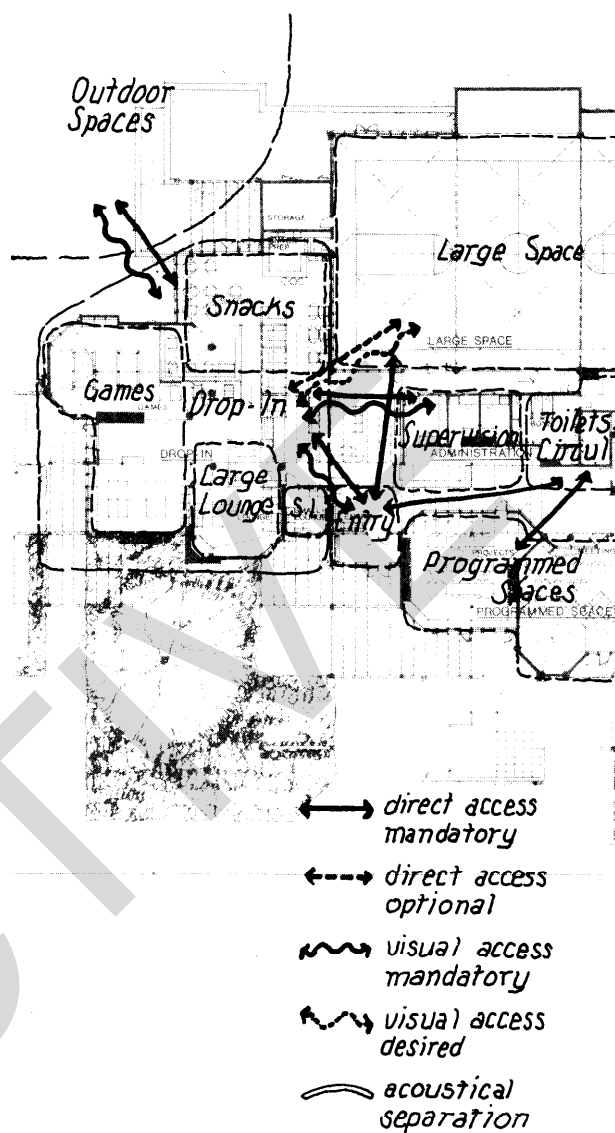 Outdoor
Spaces
STORAGE
Large Space
Snacks
LARGE SPACE
Games
GAMES
Drop-In
Supervision
ADMINISTRATION
Toilets
Circul
DROP IN
Large
Lounge
S.L.
Entry
PROJECTS
Programmed
Spaces
PROGRAMMED SPACE
direct access
mandatory
direct access
optional
visual access
mandatory
visual access
desired
acoustical
separation